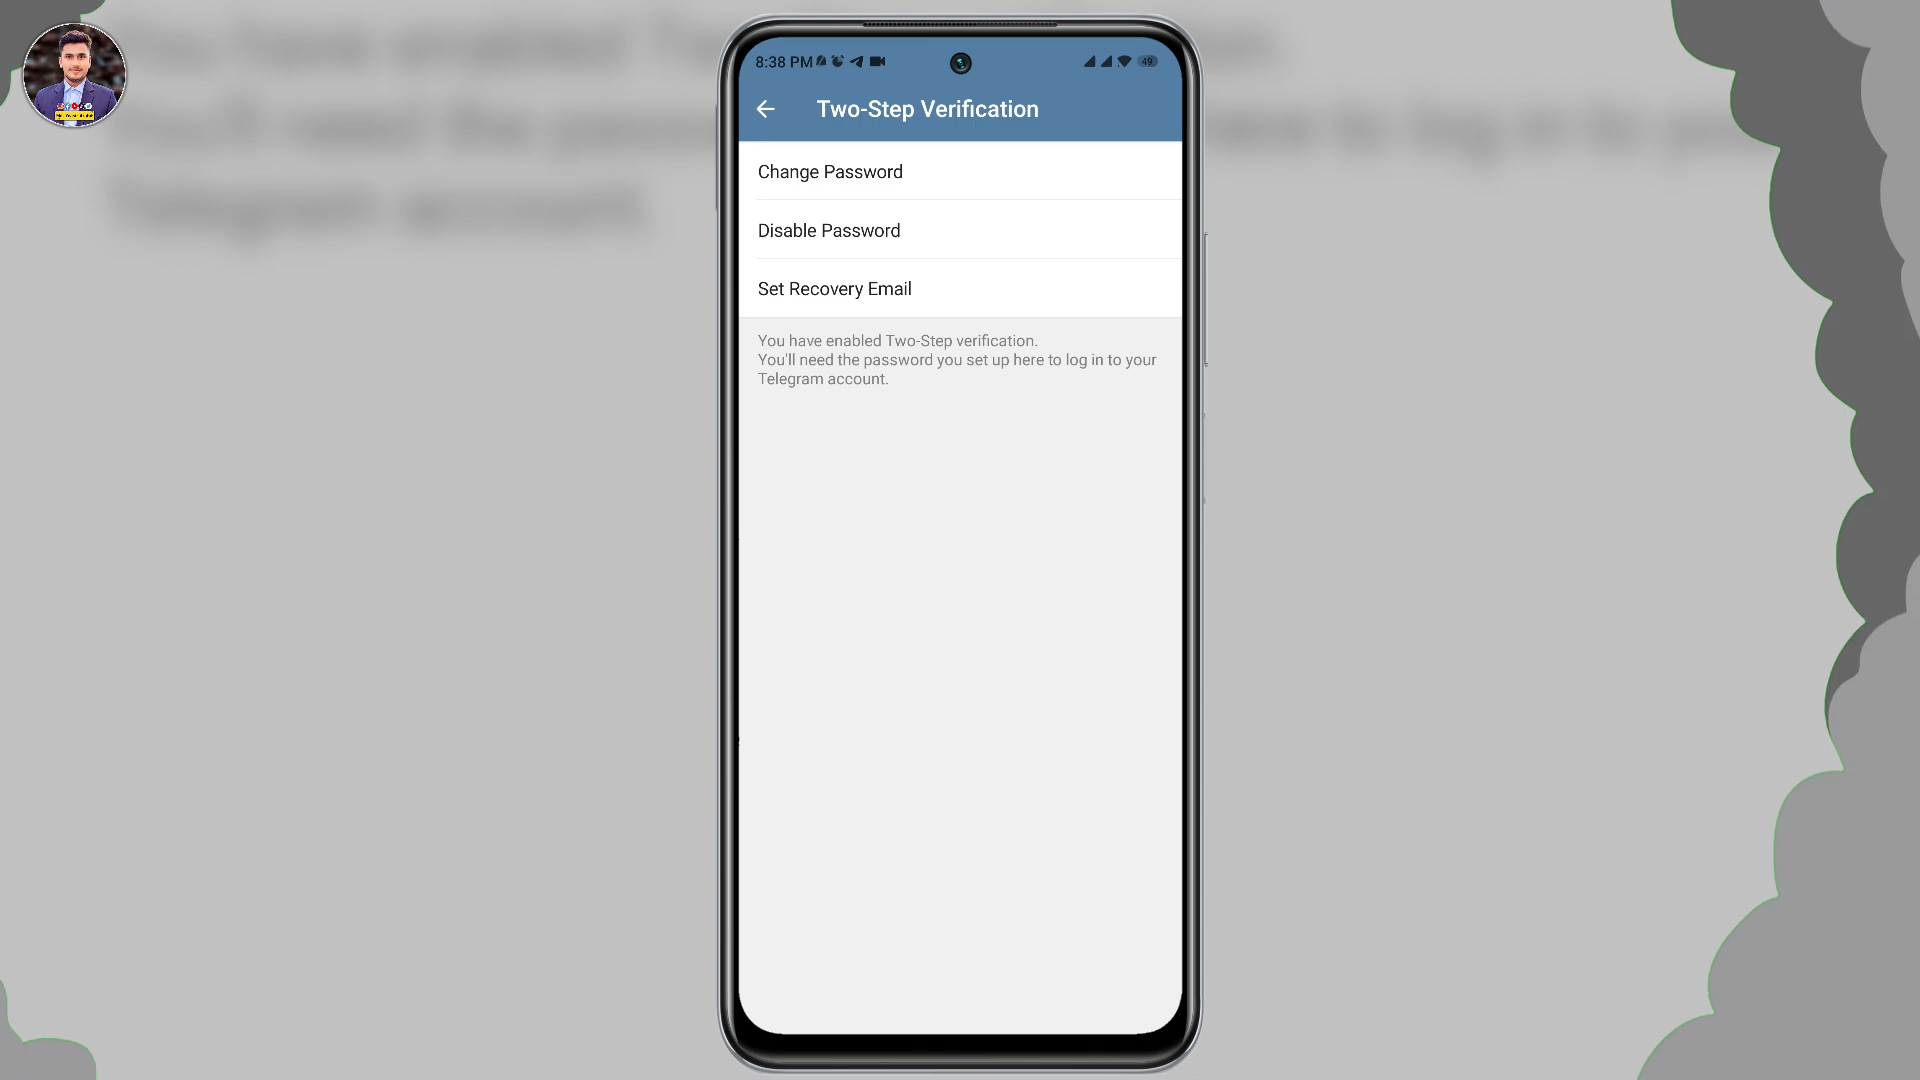 8:38 PM
49
Two-Step Verification
Change Password
Disable Password
Set Recovery Email
You have enabled Two-Step verification.
You'll need the password you set up here to log in to your
Telegram account.